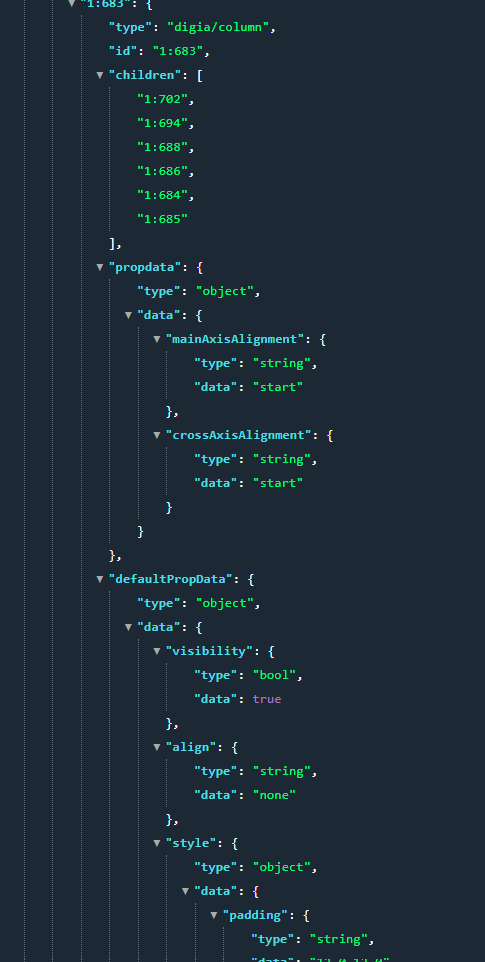 "1:683": {
"type": "digia/column",
"id": "1:683",
"children": [
"1:702",
"1:694",
"1:688",
"1:686",
"1:684",
"1:685"
],
"propdata": {
"type": "object",
"data": {
"mainAxisAlignment": {
"type": "string",
"data": "start"
},
"crossAxisAlignment": {
"type": "string",
"data": "start"
}
}
},
"defaultPropData": {
"type": "object",
"data": {
"visibility": {
"type": "bool",
"data": true
},
"align": {
"type": "string",
"data": "none"
},
"style": {
"type": "object",
"data": {
"padding": {
"type": "string",
"data":